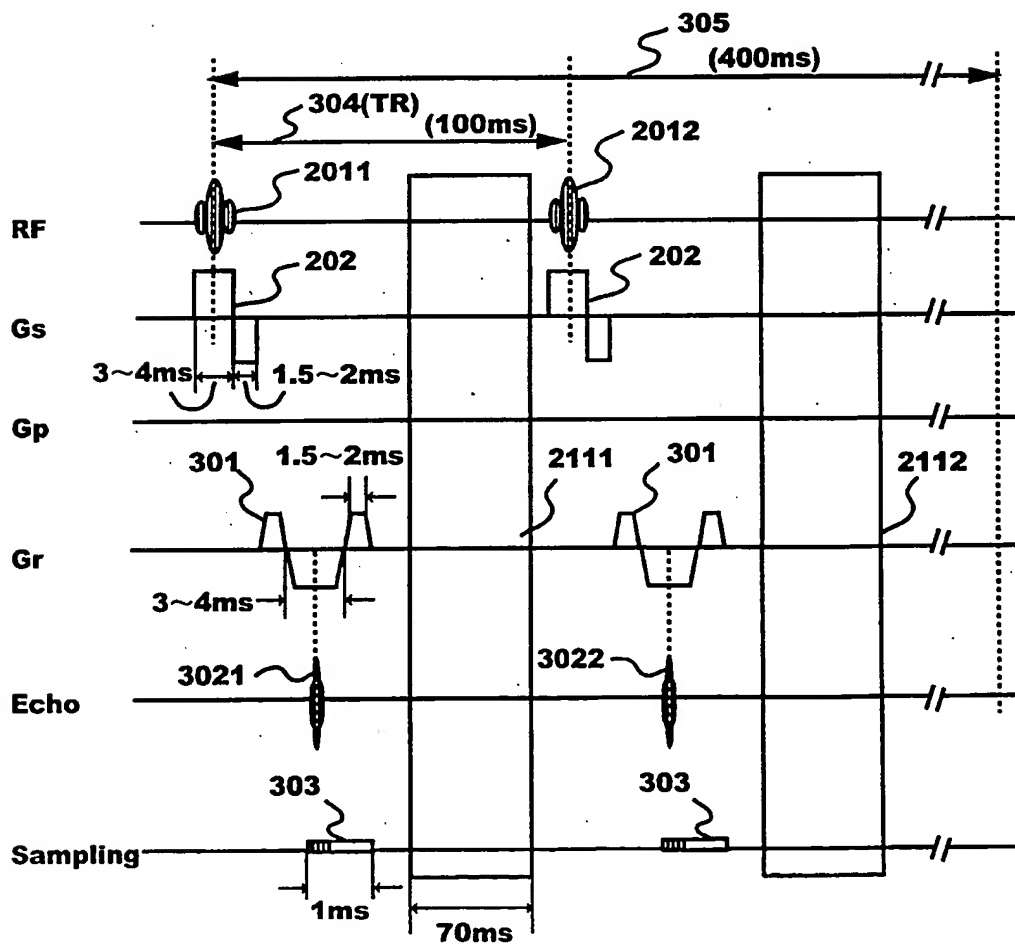 305
(400ms)
304(TR)
(100ms)
2012
2011
RF
202
202
Gs
3~4ms
1.5~2ms
Gp
301
1.5~2ms
2111
301
2112
Gr
3~4ms
3021
3022
Echo
303
303
Sampling
1ms
70ms